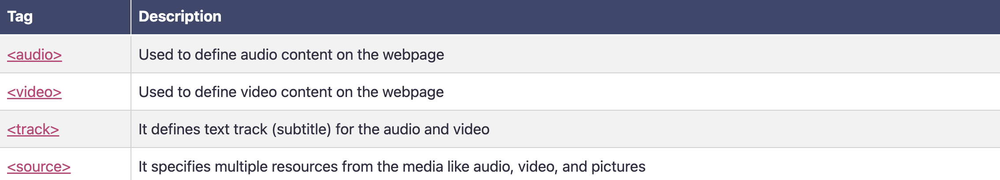 Tag Description
<audio> Used to define audio content on the webpage
<video> Used to define video content on the webpage
<track> It defines text track (subtitle) for the audio and video
<source> It specifies multiple resources from the media like audio, video, and pictures